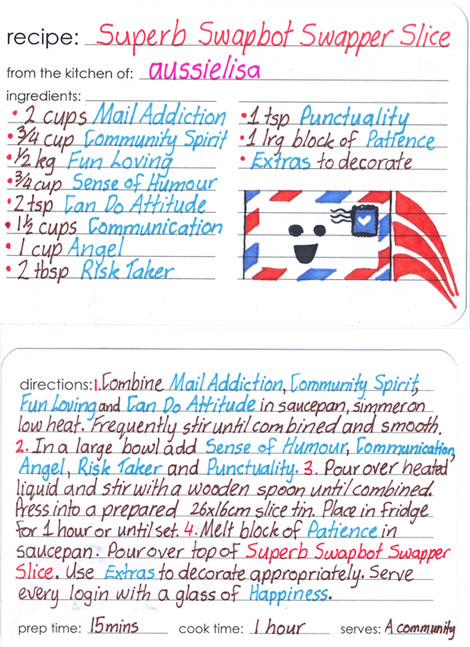 recipe: Superb Swapbot Swapper Slice
from the kitchen of: aussielisa
ingredients:
• 2 cups Mail Addiction
• 3/4 cup Community Spirit
• 1/2 kg Fun Loving
• 3/4 cup Sense of Humour
• 2 tsp Can Do Attitude
• 1 1/2 cups Communication
• 1 cup Angel
• 2 tbsp Risk Taker
• 1 tsp Punctuality
• 1 lrg block of Patience
• Extras to decorate
directions: 1. Combine Mail Addiction, Community Spirit,
Fun Loving and Can Do Attitude in saucepan, simmer on
low heat. Frequently stir until combined and smooth.
2. In a large bowl add Sense of Humour, Communication,
Angel, Risk Taker and Punctuality. 3. Pour over heated
liquid and stir with a wooden spoon until combined.
Press into a prepared 26x16cm slice tin. Place in fridge
for 1 hour or until set. 4. Melt block of Patience in
saucepan. Pour over top of Superb Swapbot Swapper
Slice. Use Extras to decorate appropriately. Serve
every login with a glass of Happiness.
prep time: 15mins cook time: 1 hour serves: A community